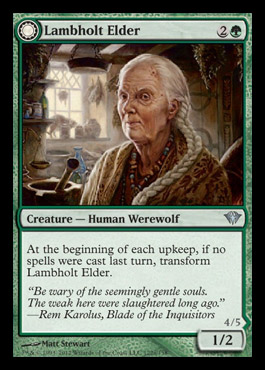 Lambholt Elder 2
Creature — Human Werewolf
At the beginning of each upkeep, if no
spells were cast last turn, transform
Lambholt Elder.
"Be wary of the seemingly gentle souls.
The weak here were slaughtered long ago."
—Rem Karolus, Blade of the Inquisitors
4/5
1/2
Matt Stewart